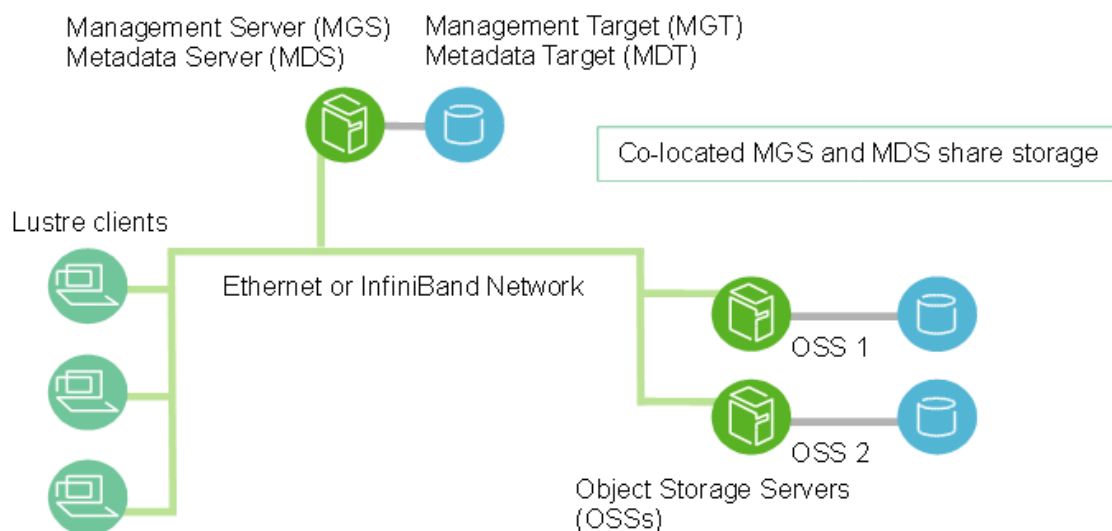 Management Server (MGS)
Metadata Server (MDS)
Management Target (MGT)
Metadata Target (MDT)
Co-located MGS and MDS share storage
Lustre clients
Ethernet or InfiniBand Network
OSS 1
OSS 2
Object Storage Servers
(OSSs)